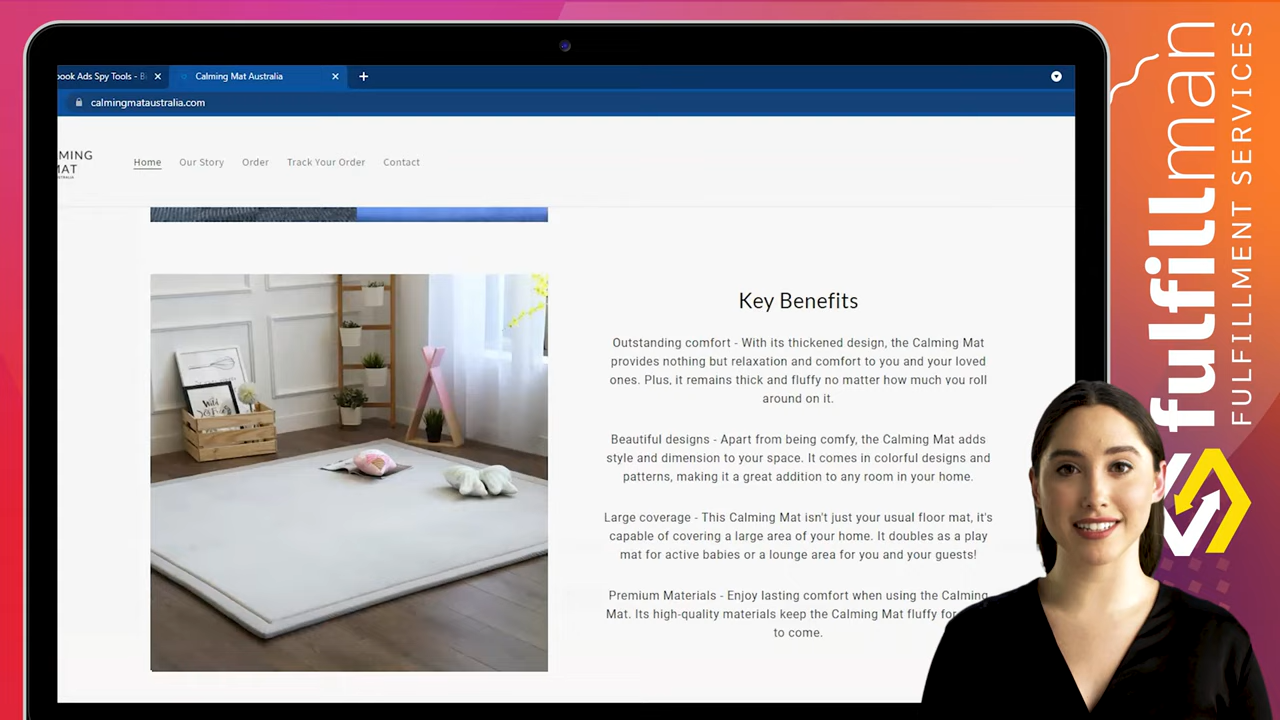 book Ads Spy Tools - B
Calming Mat Australia
calmingmataustralia.com
LMING
MAT
Home
Our Story
Order
Track Your Order
Contact
Key Benefits
Outstanding comfort - With its thickened design, the Calming Mat
provides nothing but relaxation and comfort to you and your loved
ones. Plus, it remains thick and fluffy no matter how much you roll
around on it.
Beautiful designs - Apart from being comfy, the Calming Mat adds
style and dimension to your space. It comes in colorful designs and
patterns, making it a great addition to any room in your home.
Large coverage - This Calming Mat isn't just your usual floor mat, it's
capable of covering a large area of your home. It doubles as a play
mat for active babies or a lounge area for you and your guests!
Premium Materials - Enjoy lasting comfort when using the Calming
Mat. Its high-quality materials keep the Calming Mat fluffy for
to come.
fulfillman
FULFILLMENT SERVICES